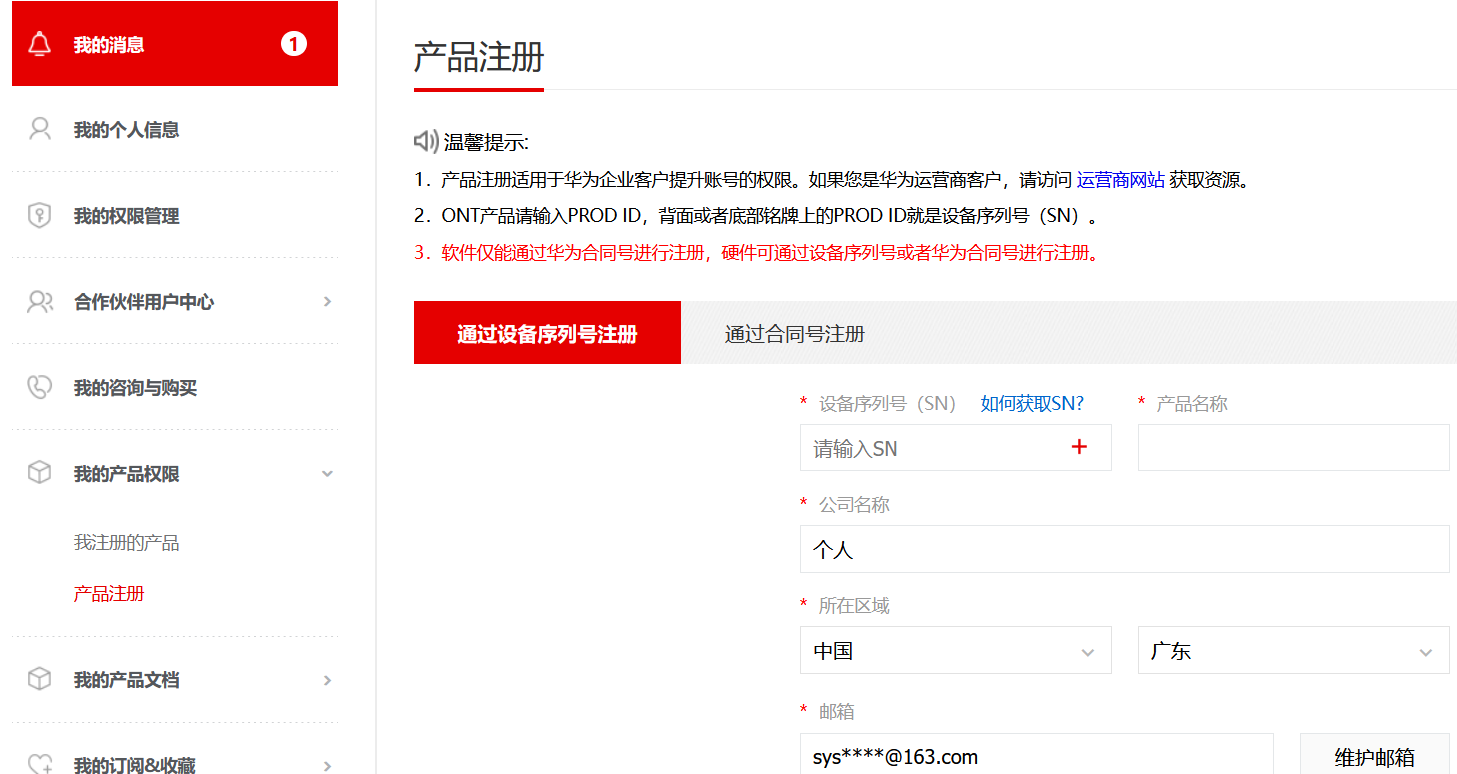 我的消息
1
我的个人信息
我的权限管理
合作伙伴用户中心
我的咨询与购买
我的产品权限
我注册的产品
产品注册
我的产品文档
我的订阅&收藏
产品注册
温馨提示:
1. 产品注册适用于华为企业客户提升账号的权限。如果您是华为运营商客户，请访问 运营商网站 获取资源。
2. ONT产品请输入PROD ID，背面或者底部铭牌上的PROD ID就是设备序列号（SN）。
3. 软件仅能通过华为合同号进行注册，硬件可通过设备序列号或者华为合同号进行注册。
通过设备序列号注册 通过合同号注册
* 设备序列号（SN） 如何获取SN? * 产品名称
请输入SN +
* 公司名称
个人
* 所在区域
中国 广东
* 邮箱
sys****@163.com 维护邮箱